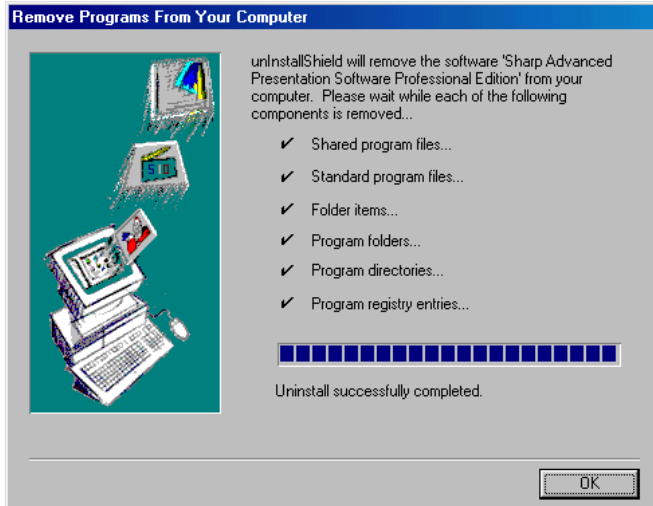 Remove Programs From Your Computer
unInstallShield will remove the software 'Sharp Advanced
Presentation Software Professional Edition' from your
computer.  Please wait while each of the following
components is removed...
Shared program files...
Standard program files...
Folder items...
Program folders...
Program directories...
Program registry entries...
Uninstall successfully completed.
OK